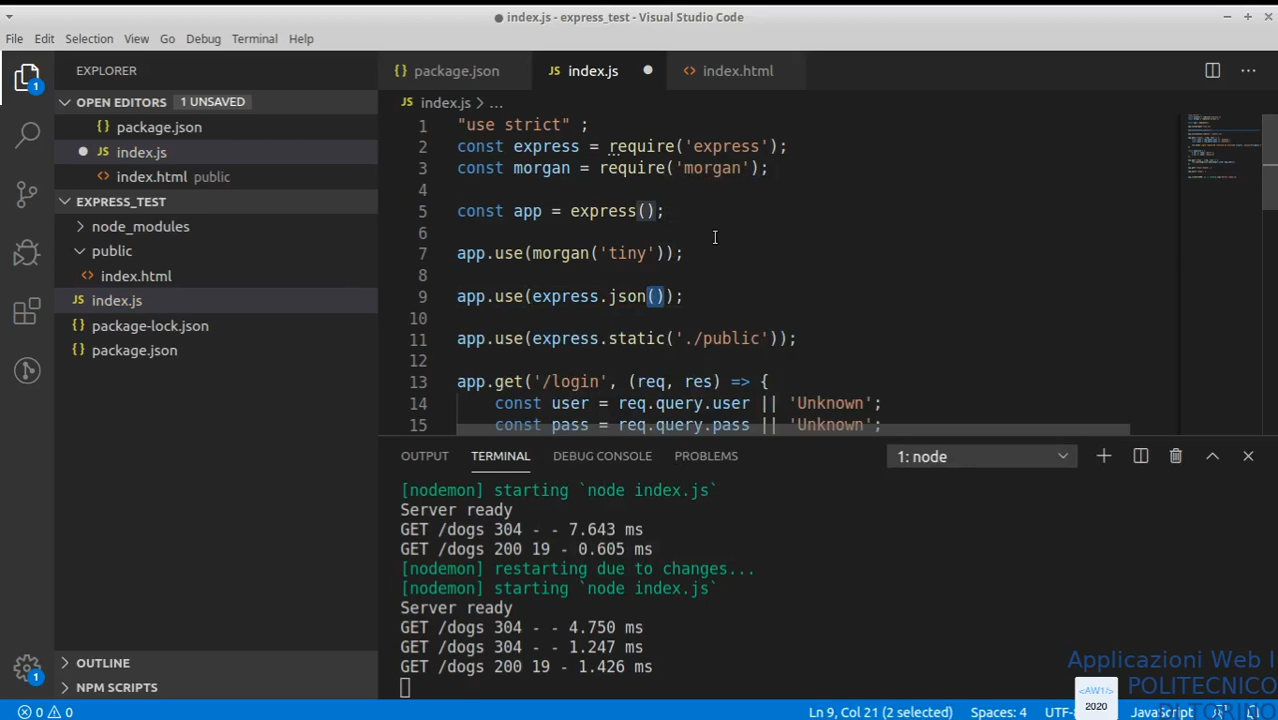 index.js - express_test - Visual Studio Code
File Edit Selection View Go Debug Terminal Help
EXPLORER
OPEN EDITORS 1 UNSAVED
package.json
JS index.js
index.html public
EXPRESS_TEST
node_modules
public
index.html
JS index.js
package-lock.json
package.json
OUTLINE
NPM SCRIPTS
1
1
package.json JS index.js index.html
JS index.js > ...
1 "use strict" ;
2 const express = require('express');
3 const morgan = require('morgan');
4
5 const app = express();
6
7 app.use(morgan('tiny'));
8
9 app.use(express.json());
10
11 app.use(express.static('./public'));
12
13 app.get('/login', (req, res) => {
14 const user = req.query.user || 'Unknown';
15 const pass = req.query.pass || 'Unknown';
OUTPUT TERMINAL DEBUG CONSOLE PROBLEMS 1: node
[nodemon] starting `node index.js`
Server ready
GET /dogs 304 - - 7.643 ms
GET /dogs 200 19 - 0.605 ms
[nodemon] restarting due to changes...
[nodemon] starting `node index.js`
Server ready
GET /dogs 304 - - 4.750 ms
GET /dogs 304 - - 1.247 ms
GET /dogs 200 19 - 1.426 ms
Applicazioni Web I
POLITECNICO
DI TORINO
<AW1/>
2020
0 0 Ln 9, Col 21 (2 selected) Spaces: 4 JavaScript